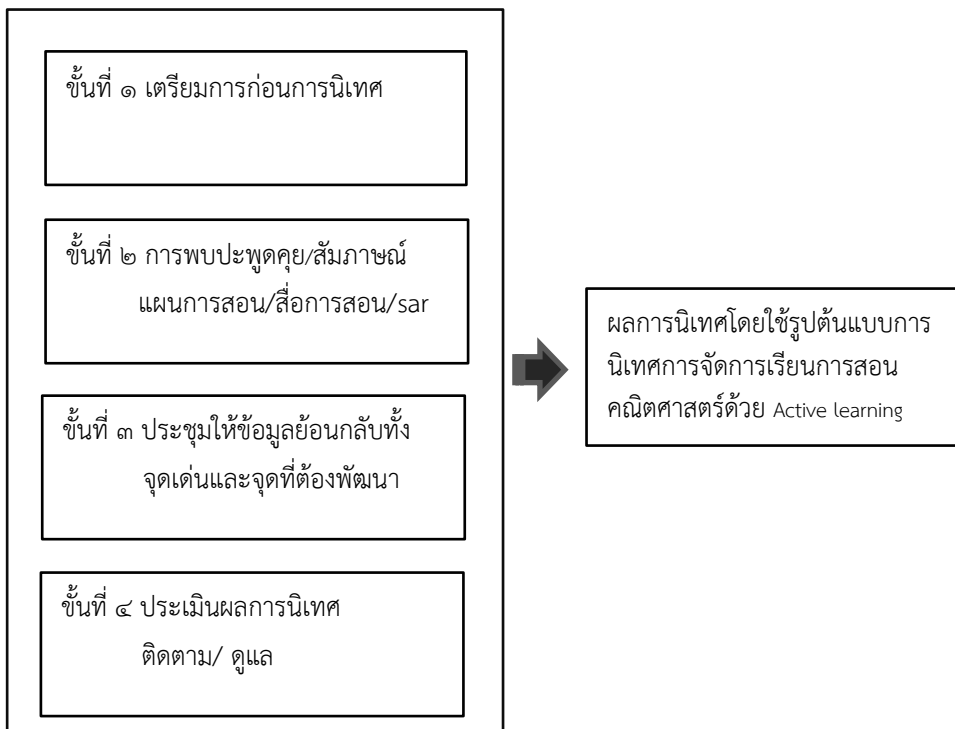 ขั้นที่ ๑ เตรียมการก่อนการนิเทศ
ขั้นที่ ๒ การพบปะพูดคุย/สัมภาษณ์
แผนการสอน/สื่อการสอน/sar
ขั้นที่ ๓ ประชุมให้ข้อมูลย้อนกลับทั้ง
จุดเด่นและจุดที่ต้องพัฒนา
ขั้นที่ ๔ ประเมินผลการนิเทศ
ติดตาม/ ดูแล
ผลการนิเทศโดยใช้รูปต้นแบบการ
นิเทศการจัดการเรียนการสอน
คณิตศาสตร์ด้วย Active learning